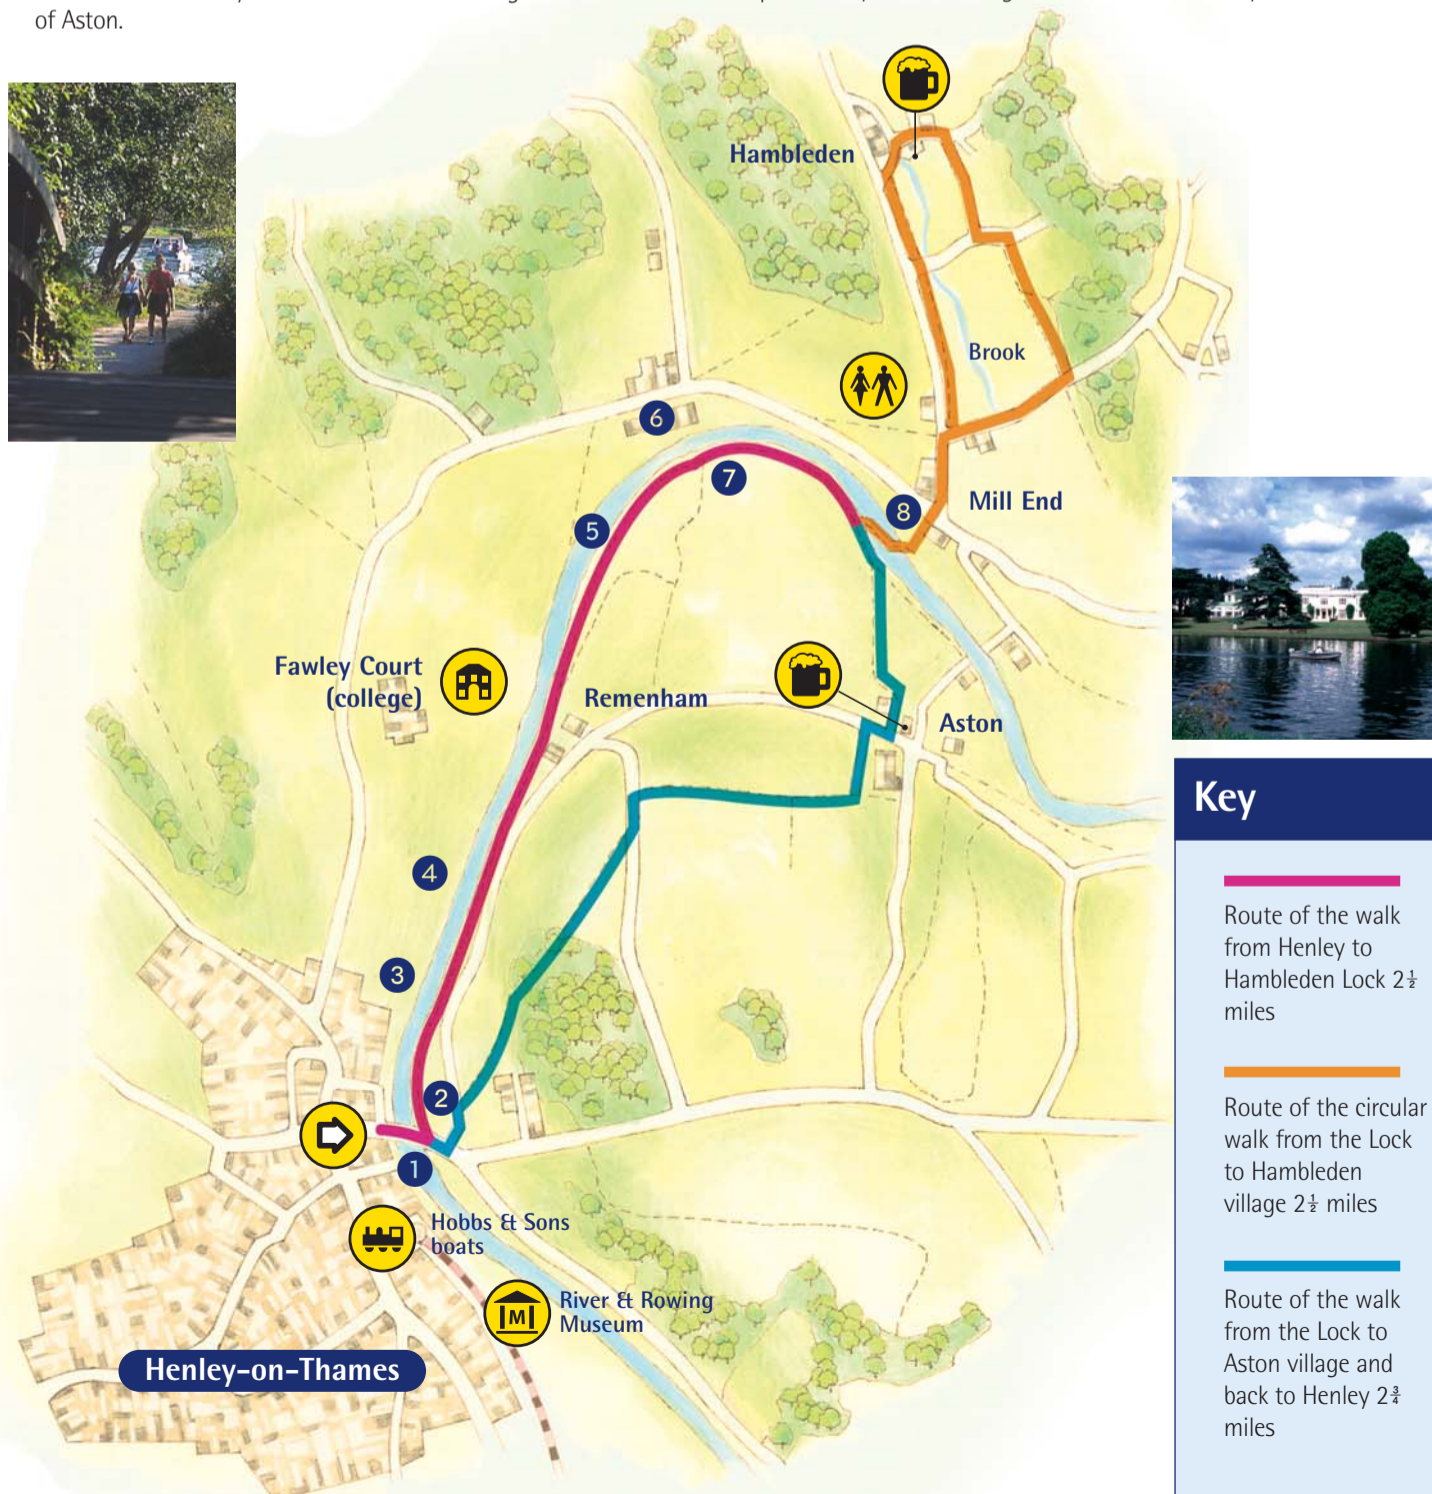 of Aston.
Hambleden
Brook
6
7
8
Mill End
5
Fawley Court
(college)
Remenham
Aston
4
3
2
1
Hobbs & Sons
boats
M
River & Rowing
Museum
Henley-on-Thames
Key
Route of the walk
from Henley to
Hambleden Lock 2½
miles
Route of the circular
walk from the Lock
to Hambleden
village 2½ miles
Route of the walk
from the Lock to
Aston village and
back to Henley 2¾
miles